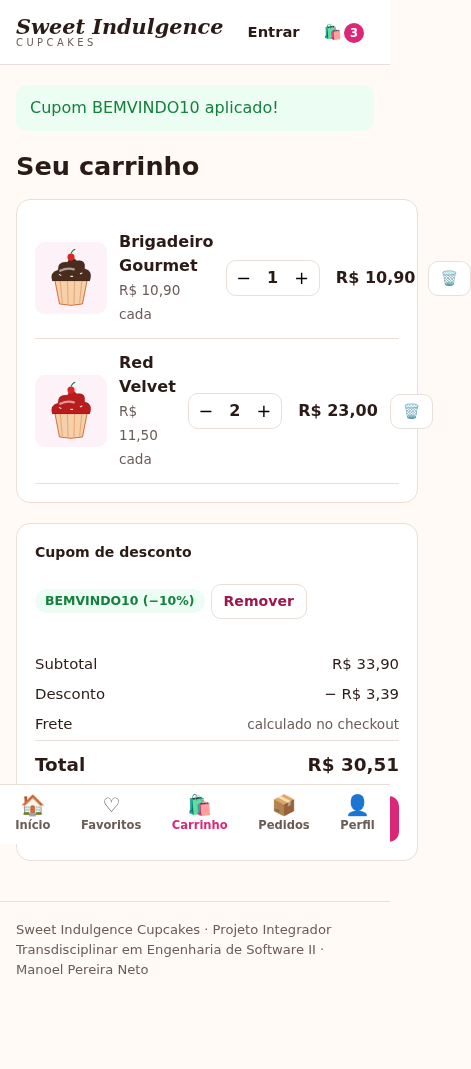 Sweet Indulgence
CUPCAKES
Entrar
3
Cupom BEMVINDO10 aplicado!
Seu carrinho
Brigadeiro
Gourmet
R$ 10,90
cada
− 1 +
R$ 10,90
Red
Velvet
R$
11,50
cada
− 2 +
R$ 23,00
Cupom de desconto
BEMVINDO10 (−10%)
Remover
Subtotal R$ 33,90
Desconto − R$ 3,39
Frete calculado no checkout
Total R$ 30,51
Início Favoritos Carrinho Pedidos Perfil
Sweet Indulgence Cupcakes · Projeto Integrador
Transdisciplinar em Engenharia de Software II ·
Manoel Pereira Neto